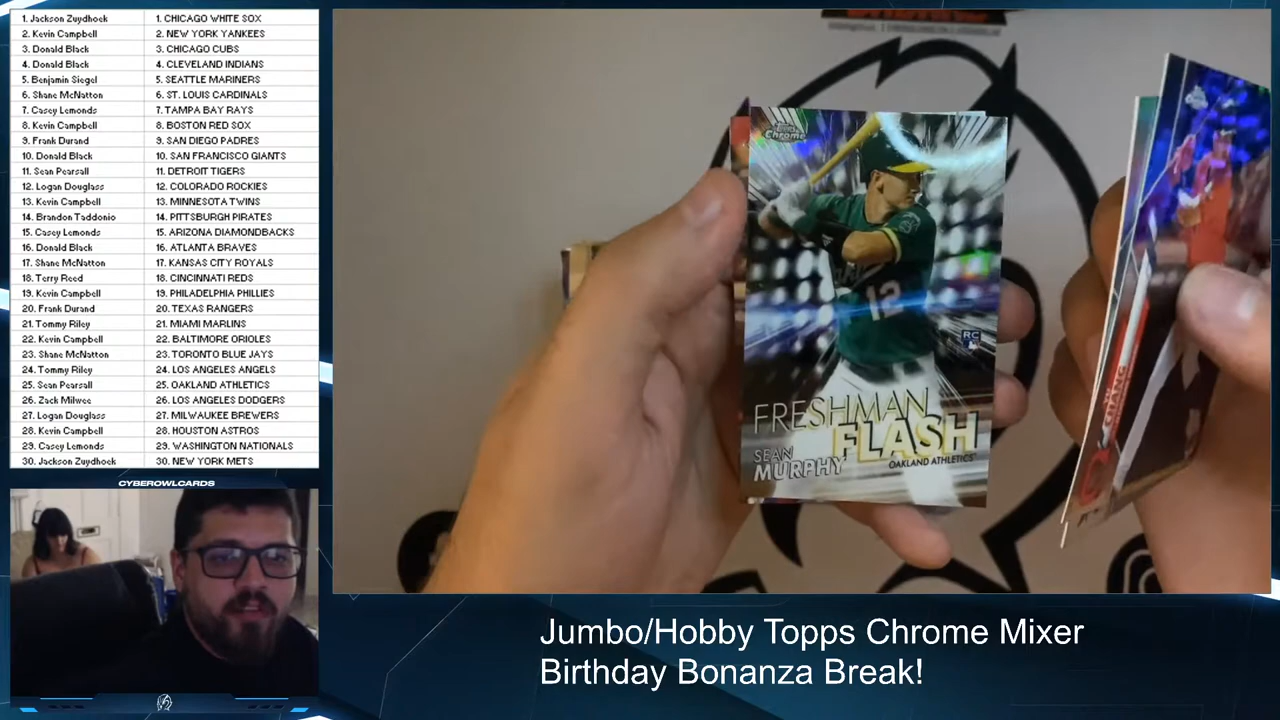 1. Jackson Zuydhoek 1. CHICAGO WHITE SOX
2. Kevin Campbell 2. NEW YORK YANKEES
3. Donald Black 3. CHICAGO CUBS
4. Donald Black 4. CLEVELAND INDIANS
5. Benjamin Siegel 5. SEATTLE MARINERS
6. Shane McNatton 6. ST. LOUIS CARDINALS
7. Casey Lemonds 7. TAMPA BAY RAYS
8. Kevin Campbell 8. BOSTON RED SOX
9. Frank Durand 9. SAN DIEGO PADRES
10. Donald Black 10. SAN FRANCISCO GIANTS
11. Sean Pearsall 11. DETROIT TIGERS
12. Logan Douglass 12. COLORADO ROCKIES
13. Kevin Campbell 13. MINNESOTA TWINS
14. Brandon Taddonio 14. PITTSBURGH PIRATES
15. Casey Lemonds 15. ARIZONA DIAMONDBACKS
16. Donald Black 16. ATLANTA BRAVES
17. Shane McNatton 17. KANSAS CITY ROYALS
18. Terry Reed 18. CINCINNATI REDS
19. Kevin Campbell 19. PHILADELPHIA PHILLIES
20. Frank Durand 20. TEXAS RANGERS
21. Tommy Riley 21. MIAMI MARLINS
22. Kevin Campbell 22. BALTIMORE ORIOLES
23. Shane McNatton 23. TORONTO BLUE JAYS
24. Tommy Riley 24. LOS ANGELES ANGELS
25. Sean Pearsall 25. OAKLAND ATHLETICS
26. Zack Milwee 26. LOS ANGELES DODGERS
27. Logan Douglass 27. MILWAUKEE BREWERS
28. Kevin Campbell 28. HOUSTON ASTROS
29. Casey Lemonds 29. WASHINGTON NATIONALS
30. Jackson Zuydhoek 30. NEW YORK METS
CYBEROWLCARDS
Topps
Chrome
12
RC
FRESHMAN
FLASH
SEAN
MURPHY
OAKLAND ATHLETICS
CHANG
Jumbo/Hobby Topps Chrome Mixer
Birthday Bonanza Break!